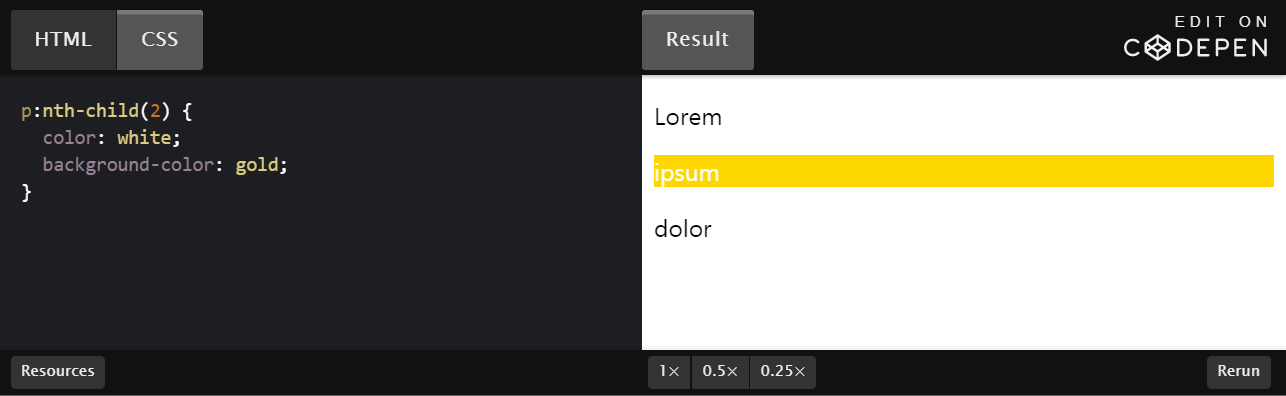 HTML CSS Result EDIT ON
CODEPEN
p:nth-child(2) {
  color: white;
  background-color: gold;
}
Lorem
ipsum
dolor
Resources 1× 0.5× 0.25× Rerun